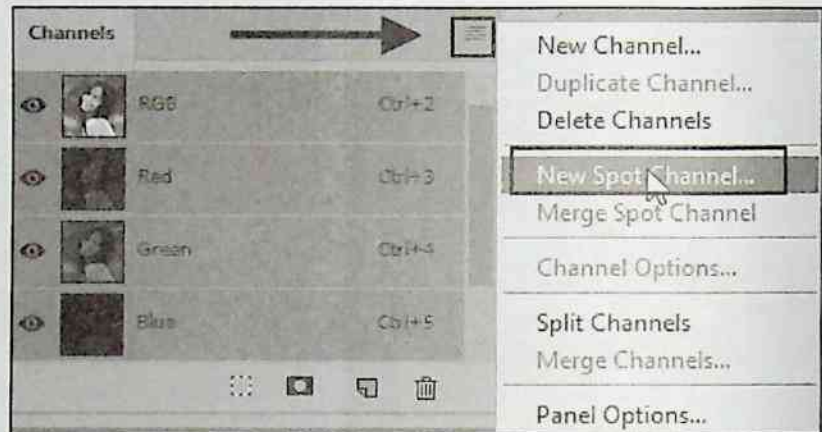 Channels
RGB Ctrl+2
Red Ctrl+3
Green Ctrl+4
Blue Ctrl+5
New Channel...
Duplicate Channel...
Delete Channels
New Spot Channel...
Merge Spot Channel
Channel Options...
Split Channels
Merge Channels...
Panel Options...